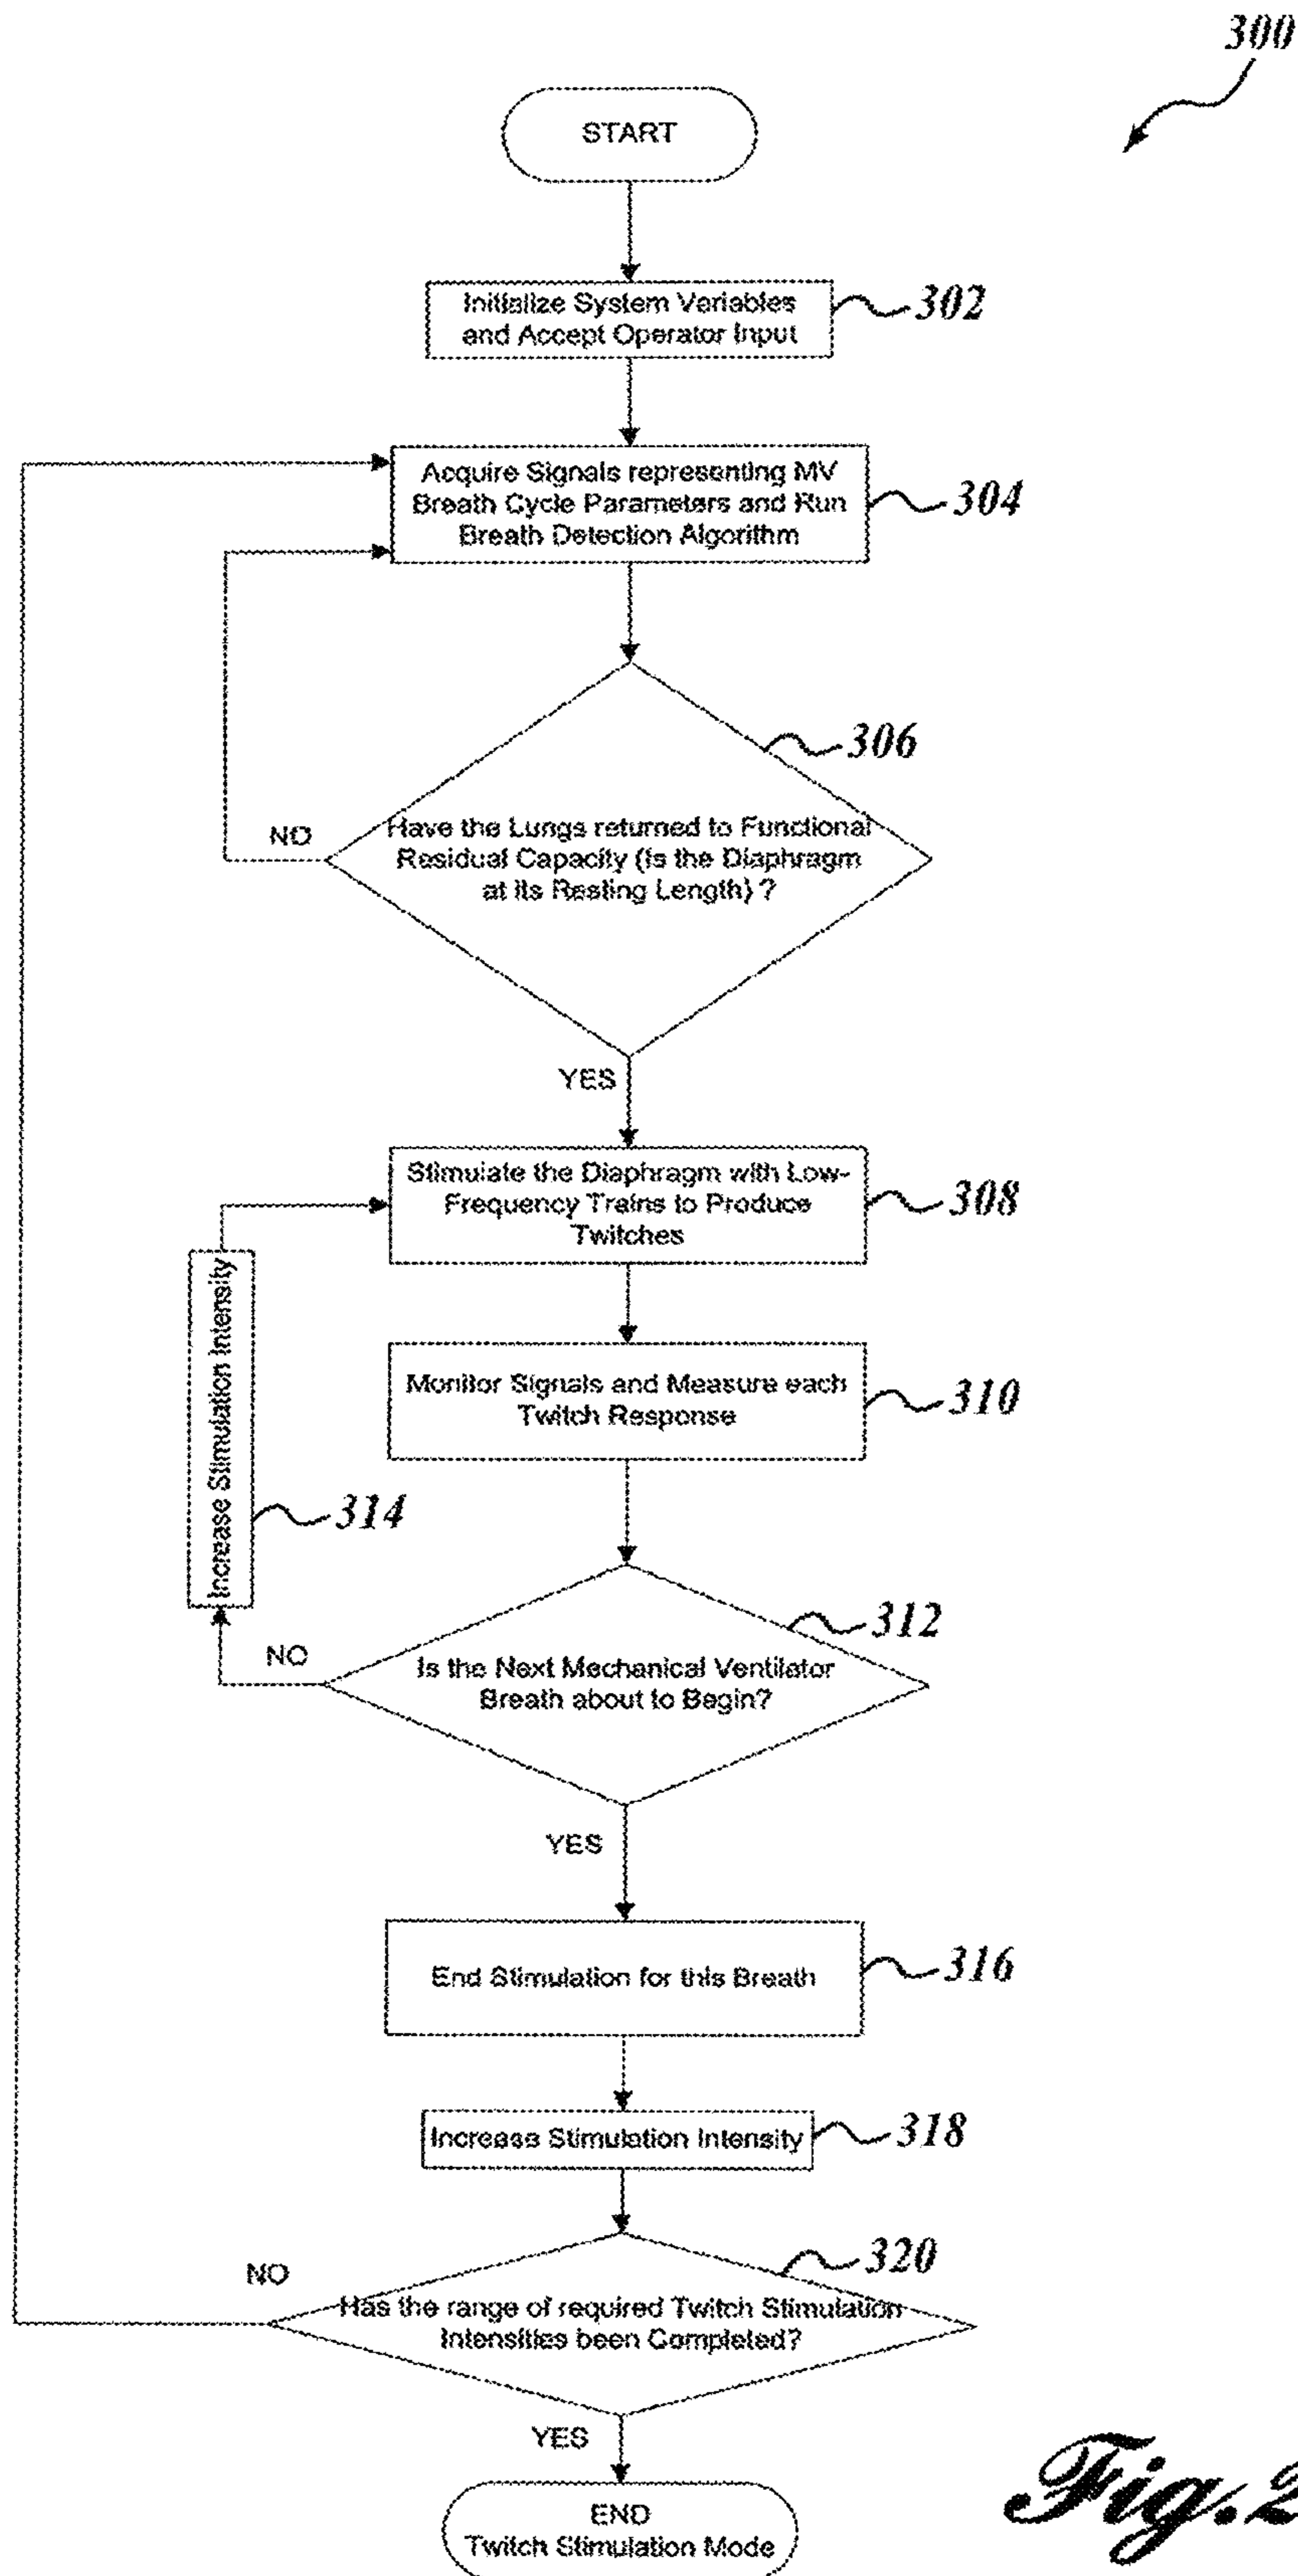 300
START
Initialize System Variables
and Accept Operator Input
302
Acquire Signals representing MV
Breath Cycle Parameters and Run
Breath Detection Algorithm
304
306
NO
Have the Lungs returned to Functional
Residual Capacity (Is the Diaphragm
at its Resting Length) ?
YES
Stimulate the Diaphragm with Low-
Frequency Trains to Produce
Twitches
308
Increase Stimulation Intensity
314
Monitor Signals and Measure each
Twitch Response
310
312
NO
Is the Next Mechanical Ventilator
Breath about to Begin?
YES
End Stimulation for this Breath
316
Increase Stimulation Intensity
318
320
NO
Has the range of required Twitch Stimulation
Intensities been Completed?
YES
END
Twitch Stimulation Mode
Fig.2